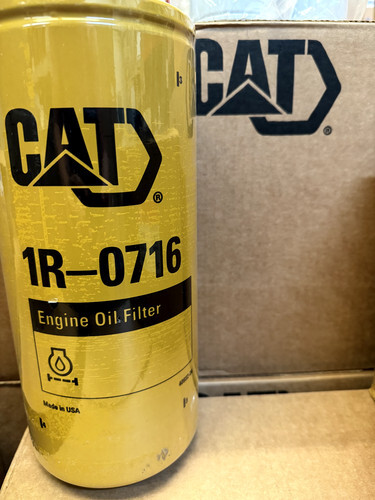 CAT
®
1R-0716
Engine Oil Filter
Made in USA
CAT
®